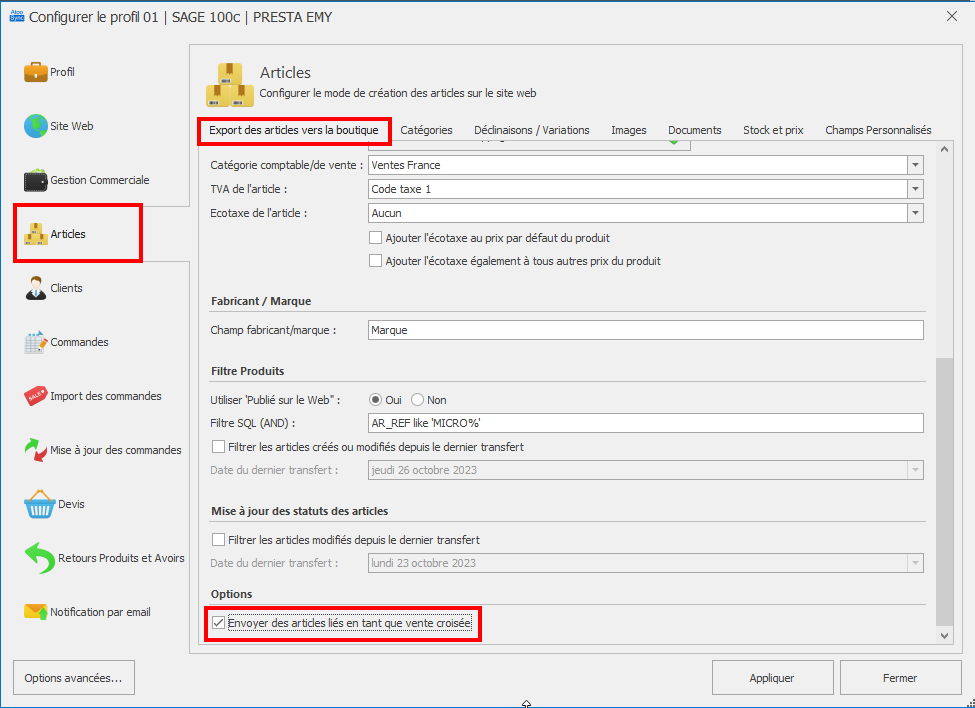 Configurer le profil 01 | SAGE 100c | PRESTA EMY
Profil
Site Web
Gestion Commerciale
Articles
Clients
Commandes
Import des commandes
Mise à jour des commandes
Devis
Retours Produits et Avoirs
Notification par email
Articles
Configurer le mode de création des articles sur le site web
Export des articles vers la boutique Catégories Déclinaisons / Variations Images Documents Stock et prix Champs Personnalisés
Catégorie comptable/de vente : Ventes France
TVA de l'article : Code taxe 1
Ecotaxe de l'article : Aucun
Ajouter l'écotaxe au prix par défaut du produit
Ajouter l'écotaxe également à tous autres prix du produit
Fabricant / Marque
Champ fabricant/marque : Marque
Filtre Produits
Utiliser 'Publié sur le Web" : Oui Non
Filtre SQL (AND) : AR_REF like 'MICRO%'
Filtrer les articles créés ou modifiés depuis le dernier transfert
Date du dernier transfert : jeudi 26 octobre 2023
Mise à jour des statuts des articles
Filtrer les articles modifiés depuis le dernier transfert
Date du dernier transfert : lundi 23 octobre 2023
Options
Envoyer des articles liés en tant que vente croisée
Options avancées... Appliquer Fermer